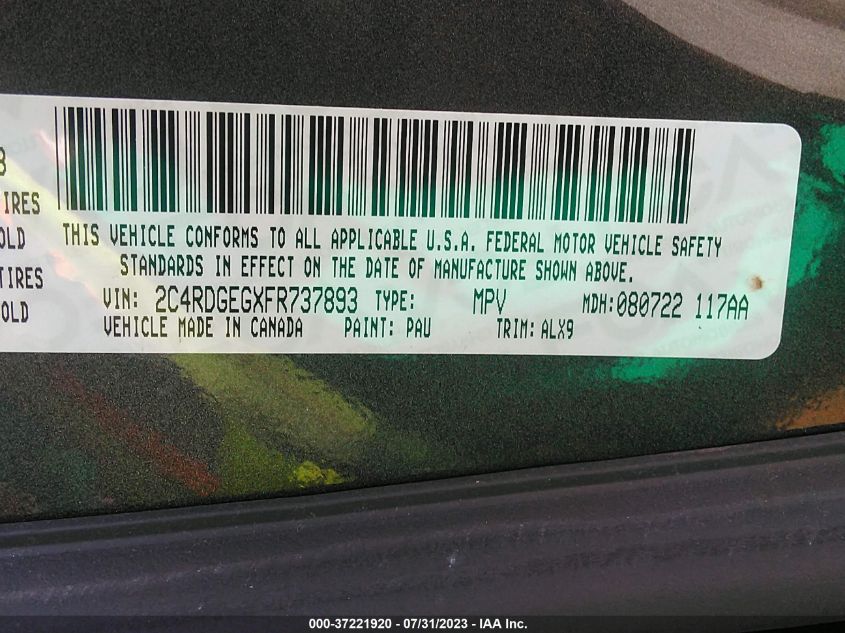 3
TIRES
OLD
TIRES
OLD
THIS VEHICLE CONFORMS TO ALL APPLICABLE U.S.A. FEDERAL MOTOR VEHICLE SAFETY
STANDARDS IN EFFECT ON THE DATE OF MANUFACTURE SHOWN ABOVE.
VIN: 2C4RDGEGXFR737893 TYPE: MPV MDH: 080722 117AA
VEHICLE MADE IN CANADA PAINT: PAU TRIM: ALX9
000-37221920 - 07/31/2023 - IAA Inc.